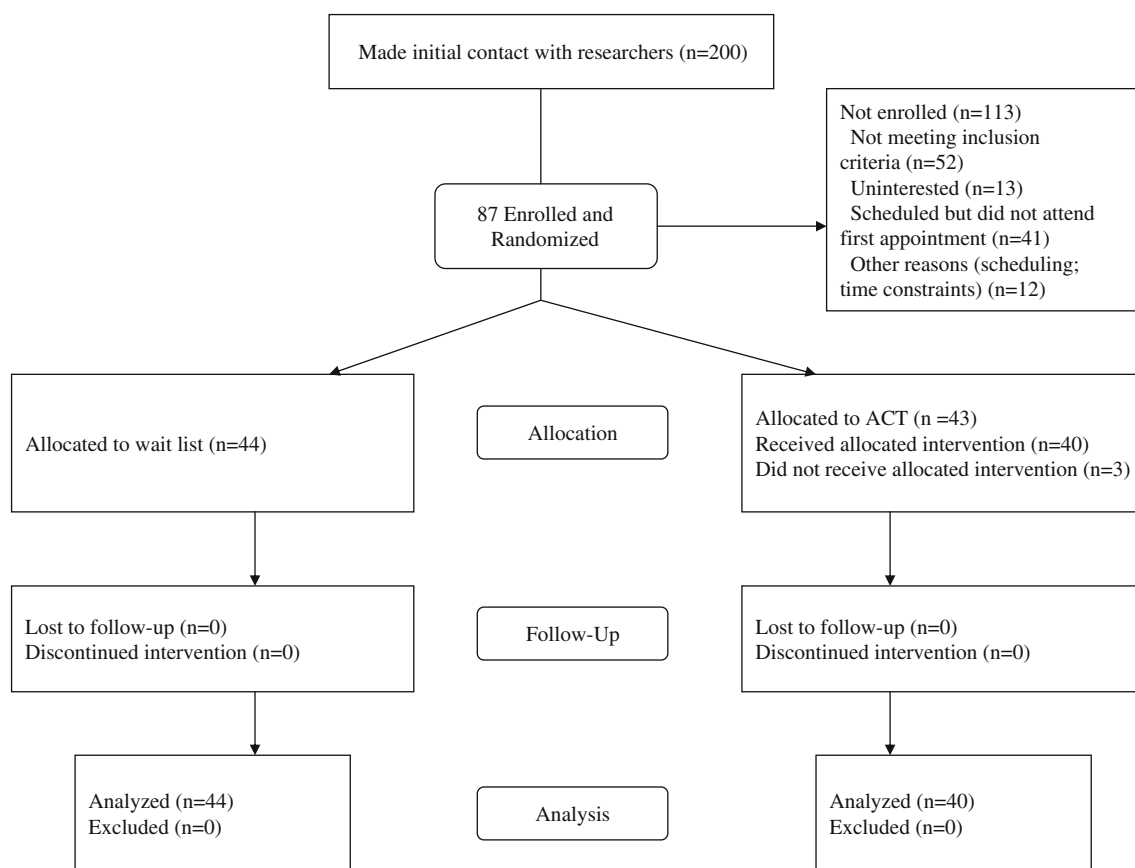 Made initial contact with researchers (n=200)
Not enrolled (n=113)
Not meeting inclusion
criteria (n=52)
Uninterested (n=13)
Scheduled but did not attend
first appointment (n=41)
Other reasons (scheduling;
time constraints) (n=12)
87 Enrolled and
Randomized
Allocated to wait list (n=44)
Allocation
Allocated to ACT (n =43)
Received allocated intervention (n=40)
Did not receive allocated intervention (n=3)
Lost to follow-up (n=0)
Discontinued intervention (n=0)
Follow-Up
Lost to follow-up (n=0)
Discontinued intervention (n=0)
Analyzed (n=44)
Excluded (n=0)
Analysis
Analyzed (n=40)
Excluded (n=0)